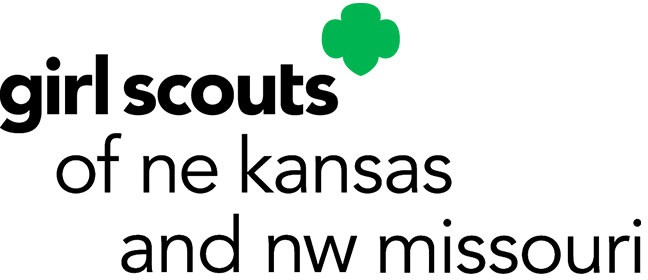 girl scouts
of ne kansas
and nw missouri